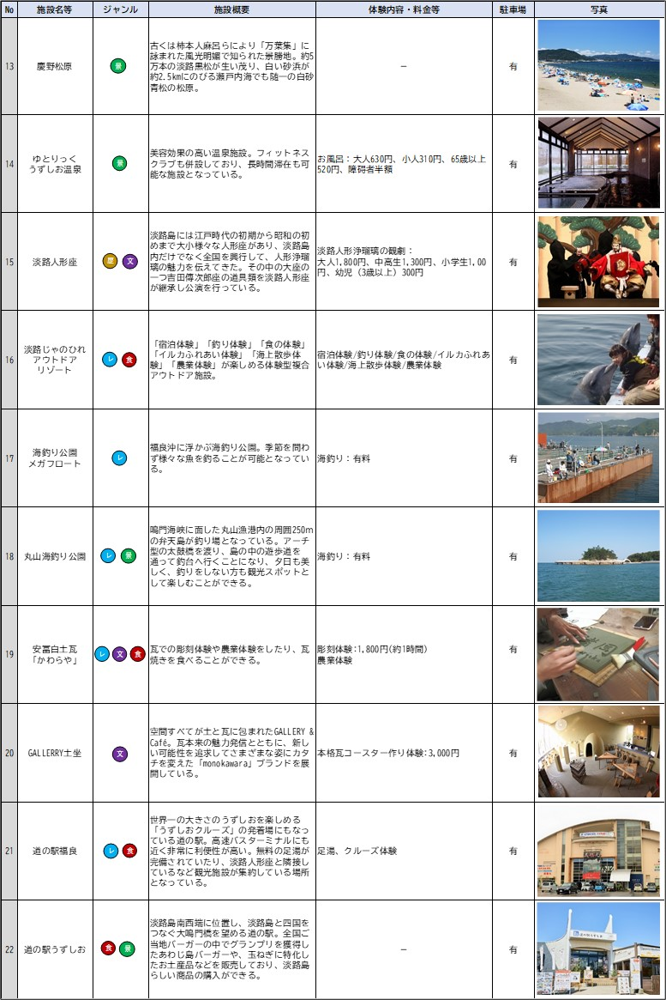 No 施設名等 ジャンル 施設概要 体験内容・料金等 駐車場 写真
13 慶野松原 景
古くは柿本人麻呂らにより「万葉集」に
詠まれた風光明媚で知られた景勝地。約5
万本の淡路黒松が生い茂り、白い砂浜が
約2.5kmにのびる瀬戸内海でも随一の白砂
青松の松原。
－ 有
14
ゆとりっく
うずしお温泉
景
美容効果の高い温泉施設。フィットネス
クラブも併設しており、長時間滞在も可
能な施設となっている。
お風呂：大人630円、小人310円、65歳以上
520円、障碍者半額
有
15 淡路人形座 歴 文
淡路島には江戸時代の初期から昭和の初
めまで大小様々な人形座があり、淡路島
内だけでなく全国を興行して、人形浄瑠
璃の魅力を伝えてきた。その中の大座の
一つ吉田傳次郎座の道具類を淡路人形座
が継承し公演を行っている。
淡路人形浄瑠璃の観劇：
大人1,800円、中高生1,300円、小学生1,00
円、幼児（3歳以上）300円
有
16
淡路じゃのひれ
アウトドア
リゾート
レ 食
「宿泊体験」「釣り体験」「食の体験」
「イルカふれあい体験」「海上散歩体
験」「農業体験」が楽しめる体験型複合
アウトドア施設。
宿泊体験/釣り体験/食の体験/イルカふれあ
い体験/海上散歩体験/農業体験
有
17
海釣り公園
メガフロート
レ
福良沖に浮かぶ海釣り公園。季節を問わ
ず様々な魚を釣ることが可能となってい
る。
海釣り：有料
有
18 丸山海釣り公園 レ 景
鳴門海峡に面した丸山漁港内の周囲250m
の弁天島が釣り場となっている。アーチ
型の太鼓橋を渡り、島の中の遊歩道を
通って釣台へ行くことになり、夕日も美
しく、釣りをしない方も観光スポットと
して楽しむことができる。
海釣り：有料
有
19
安冨白土瓦
「かわらや」
レ 文 食
瓦での彫刻体験や農業体験をしたり、瓦
焼きを食べることができる。
彫刻体験：1,800円(約1時間)
農業体験
有
20 GALLERRY土坐 文
空間すべてが土と瓦に包まれたGALLERY &
Café。瓦本来の魅力発信とともに、新し
い可能性を追求してさまざまな姿にカタ
チを変えた「monokawara」ブランドを展
開している。
本格瓦コースター作り体験：3,000円
有
21 道の駅福良 レ 食
世界一の大きさのうずしおを楽しめる
「うずしおクルーズ」の発着場にもなっ
ている道の駅。高速バスターミナルにも
近く非常に利便性が高い。無料の足湯が
完備されていたり、淡路人形座と隣接し
ているなど観光施設が集約している場所
となっている。
足湯、クルーズ体験
有
22 道の駅うずしお 食 景
淡路島南西端に位置し、淡路島と四国を
つなぐ大鳴門橋を望める道の駅。全国ご
当地バーガーの中でグランプリを獲得し
たあわじ島バーガーや、玉ねぎに特化し
たお土産品などを販売しており、淡路島
らしい商品の購入ができる。
－ 有